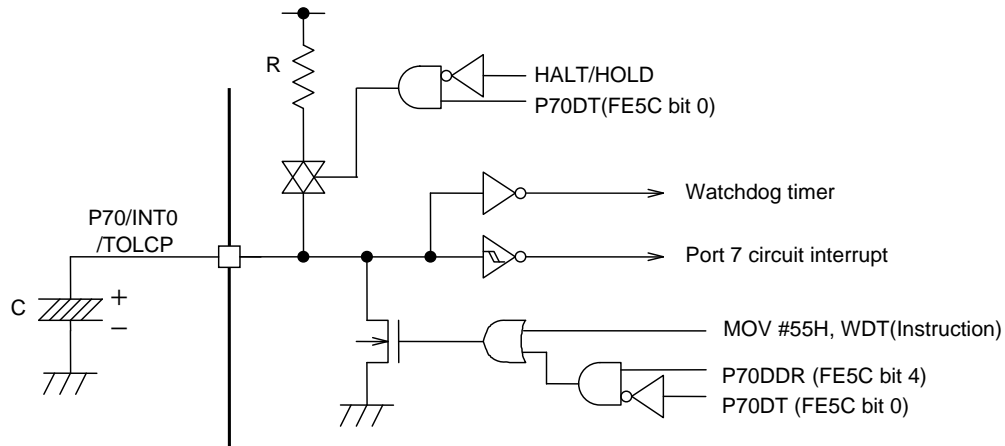 R
HALT/HOLD
P70DT(FE5C bit 0)
Watchdog timer
P70/INT0
/TOLCP
Port 7 circuit interrupt
C
+
−
MOV #55H, WDT(Instruction)
P70DDR (FE5C bit 4)
P70DT (FE5C bit 0)